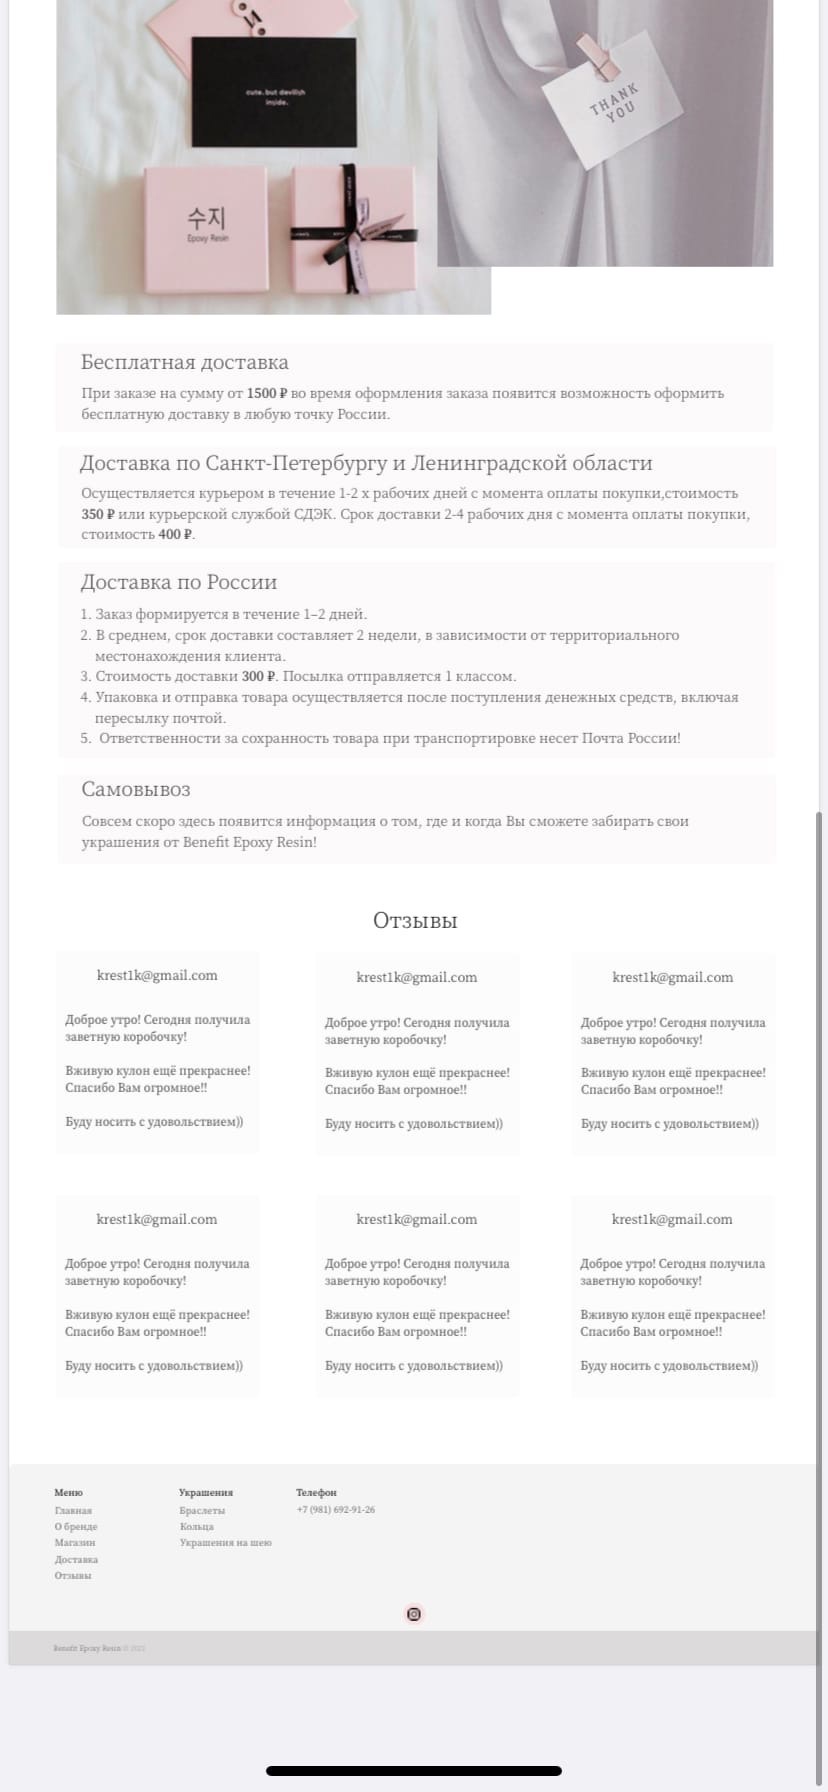 cute. but devilish
inside.
THANK
YOU
수지
Epoxy Resin
Бесплатная доставка
При заказе на сумму от 1500 ₽ во время оформления заказа появится возможность оформить
бесплатную доставку в любую точку России.
Доставка по Санкт-Петербургу и Ленинградской области
Осуществляется курьером в течение 1-2 х рабочих дней с момента оплаты покупки,стоимость
350 ₽ или курьерской службой СДЭК. Срок доставки 2-4 рабочих дня с момента оплаты покупки,
стоимость 400 ₽.
Доставка по России
1. Заказ формируется в течение 1–2 дней.
2. В среднем, срок доставки составляет 2 недели, в зависимости от территориального
местонахождения клиента.
3. Стоимость доставки 300 ₽. Посылка отправляется 1 классом.
4. Упаковка и отправка товара осуществляется после поступления денежных средств, включая
пересылку почтой.
5. Ответственности за сохранность товара при транспортировке несет Почта России!
Самовывоз
Совсем скоро здесь появится информация о том, где и когда Вы сможете забирать свои
украшения от Benefit Epoxy Resin!
Отзывы
krest1k@gmail.com
Доброе утро! Сегодня получила
заветную коробочку!
Вживую кулон ещё прекраснее!
Спасибо Вам огромное!!
Буду носить с удовольствием))
krest1k@gmail.com
Доброе утро! Сегодня получила
заветную коробочку!
Вживую кулон ещё прекраснее!
Спасибо Вам огромное!!
Буду носить с удовольствием))
krest1k@gmail.com
Доброе утро! Сегодня получила
заветную коробочку!
Вживую кулон ещё прекраснее!
Спасибо Вам огромное!!
Буду носить с удовольствием))
krest1k@gmail.com
Доброе утро! Сегодня получила
заветную коробочку!
Вживую кулон ещё прекраснее!
Спасибо Вам огромное!!
Буду носить с удовольствием))
krest1k@gmail.com
Доброе утро! Сегодня получила
заветную коробочку!
Вживую кулон ещё прекраснее!
Спасибо Вам огромное!!
Буду носить с удовольствием))
krest1k@gmail.com
Доброе утро! Сегодня получила
заветную коробочку!
Вживую кулон ещё прекраснее!
Спасибо Вам огромное!!
Буду носить с удовольствием))
Меню
Главная
О бренде
Магазин
Доставка
Отзывы
Украшения
Браслеты
Кольца
Украшения на шею
Телефон
+7 (981) 692-91-26
Benefit Epoxy Resin ©